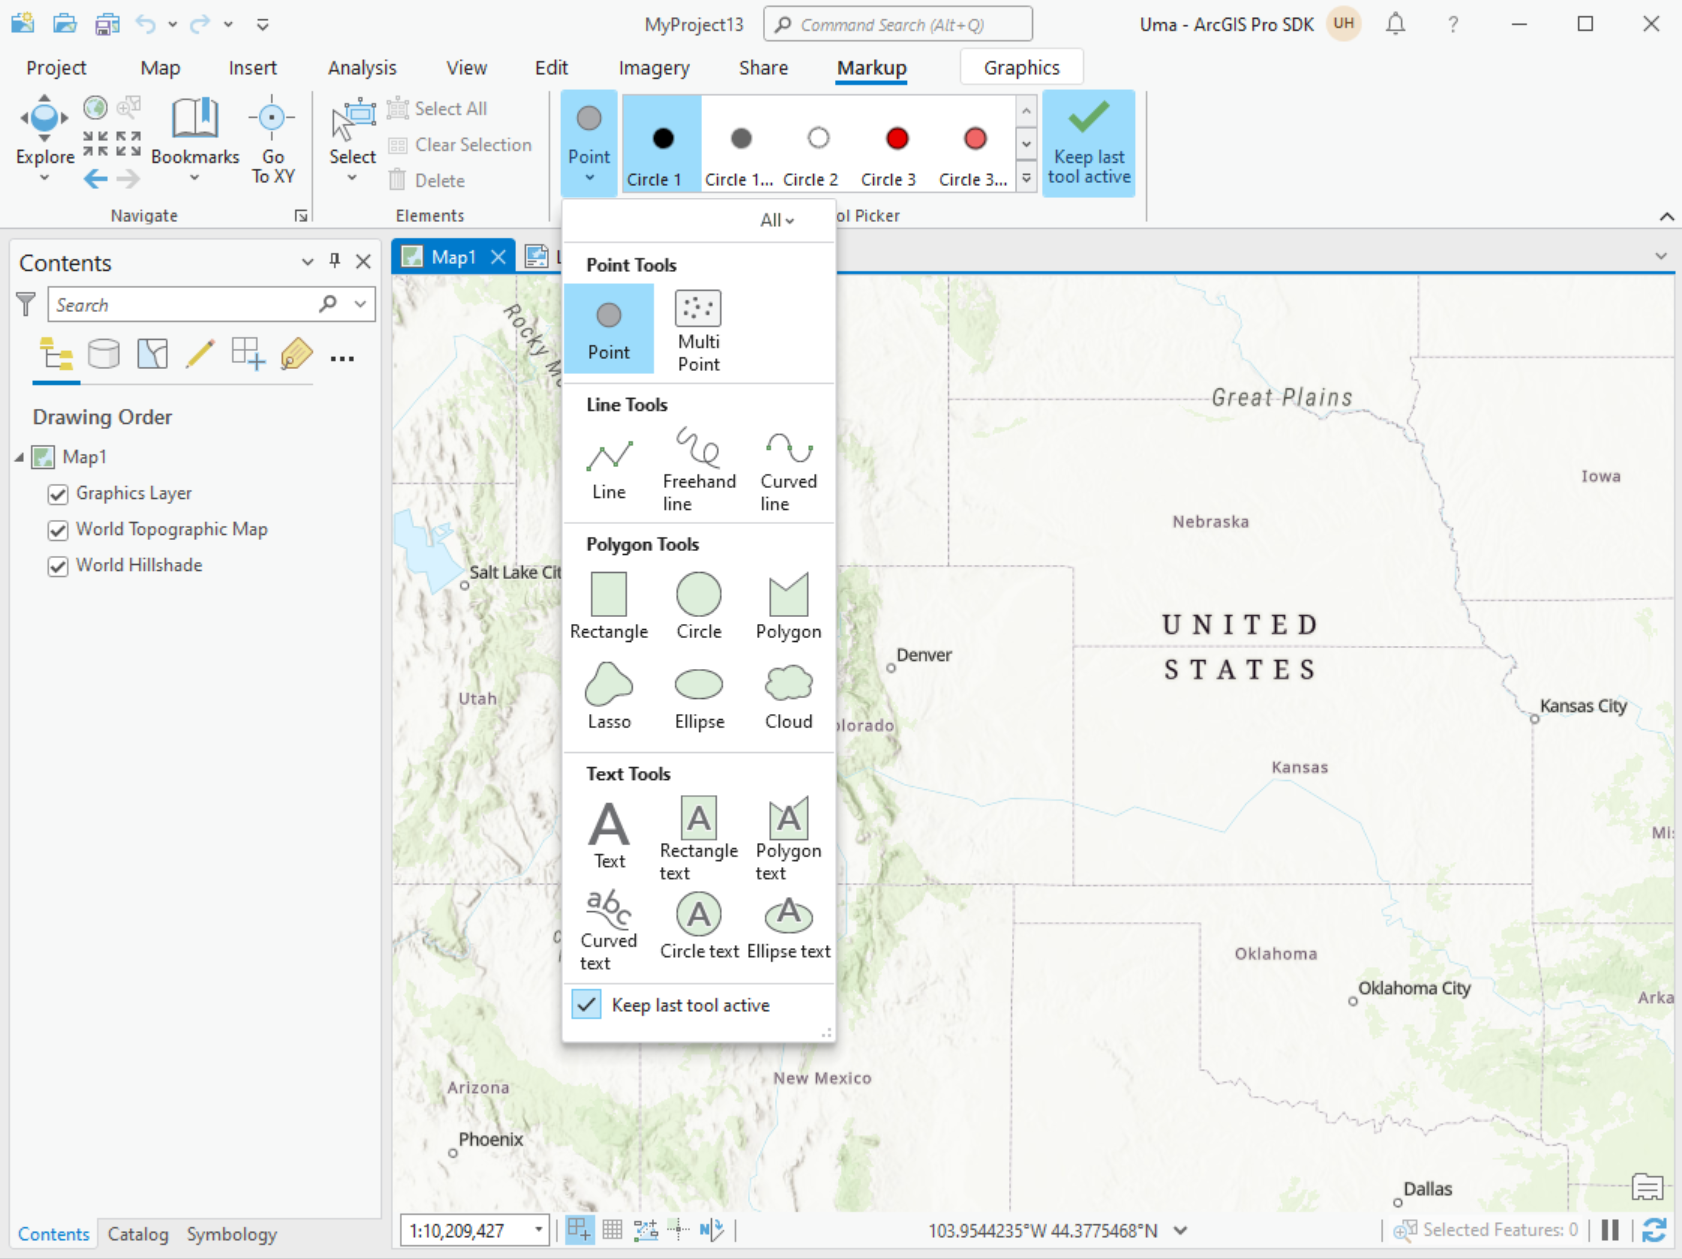 MyProject13
Command Search (Alt+Q)
Uma - ArcGIS Pro SDK
UH
?
Project
Map
Insert
Analysis
View
Edit
Imagery
Share
Markup
Graphics
Explore
Bookmarks
Go
To XY
Navigate
Select
Select All
Clear Selection
Delete
Elements
Point
Circle 1
Circle 1...
Circle 2
Circle 3
Circle 3...
Keep last
tool active
ol Picker
Contents
Search
Drawing Order
Map1
Graphics Layer
World Topographic Map
World Hillshade
Map1
L
All
Point Tools
Point
Multi
Point
Line Tools
Line
Freehand
line
Curved
line
Polygon Tools
Rectangle
Circle
Polygon
Lasso
Ellipse
Cloud
Text Tools
A
Text
A
Rectangle
text
A
Polygon
text
abc
Curved
text
A
Circle text
A
Ellipse text
Keep last tool active
Rocky M
Great Plains
Iowa
Nebraska
Salt Lake Cit
UNITED
STATES
Denver
Utah
olorado
Kansas City
Kansas
Mis
Oklahoma
Oklahoma City
Arka
New Mexico
Arizona
Phoenix
Dallas
Contents
Catalog
Symbology
1:10,209,427
N
103.9544235°W 44.3775468°N
Selected Features: 0